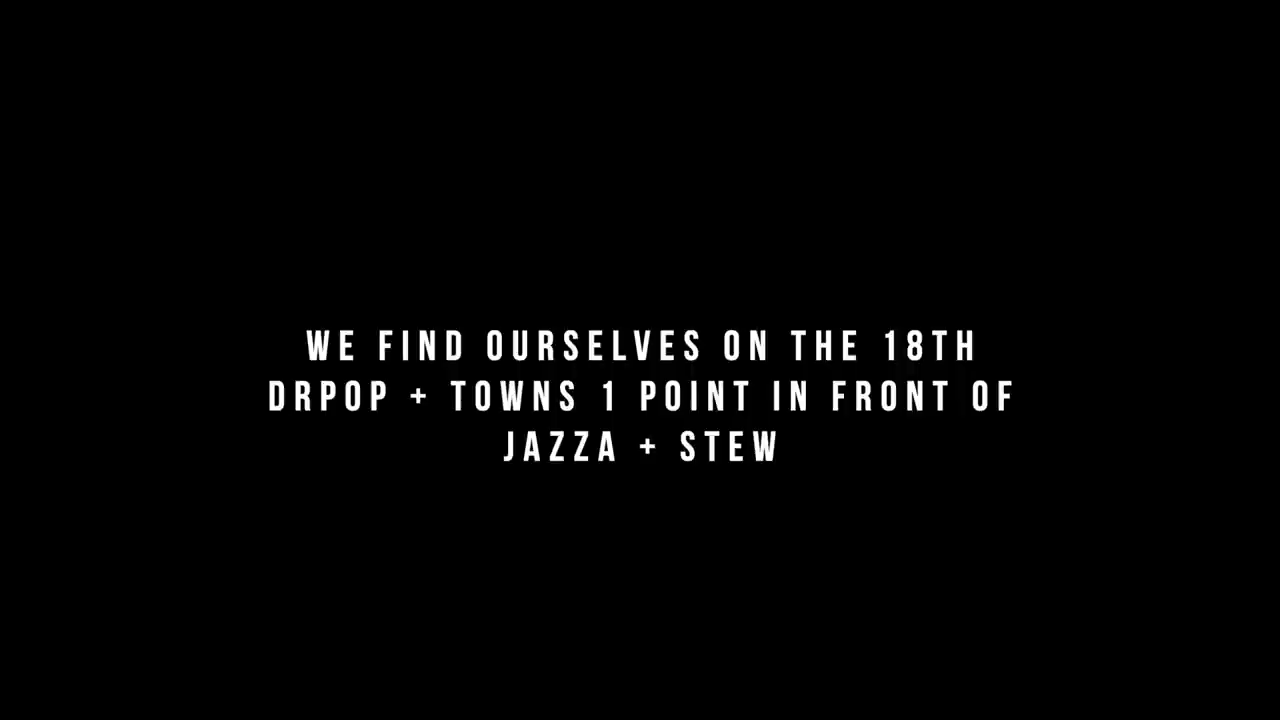 WE FIND OURSELVES ON THE 18TH
DRPOP + TOWNS 1 POINT IN FRONT OF
JAZZA + STEW